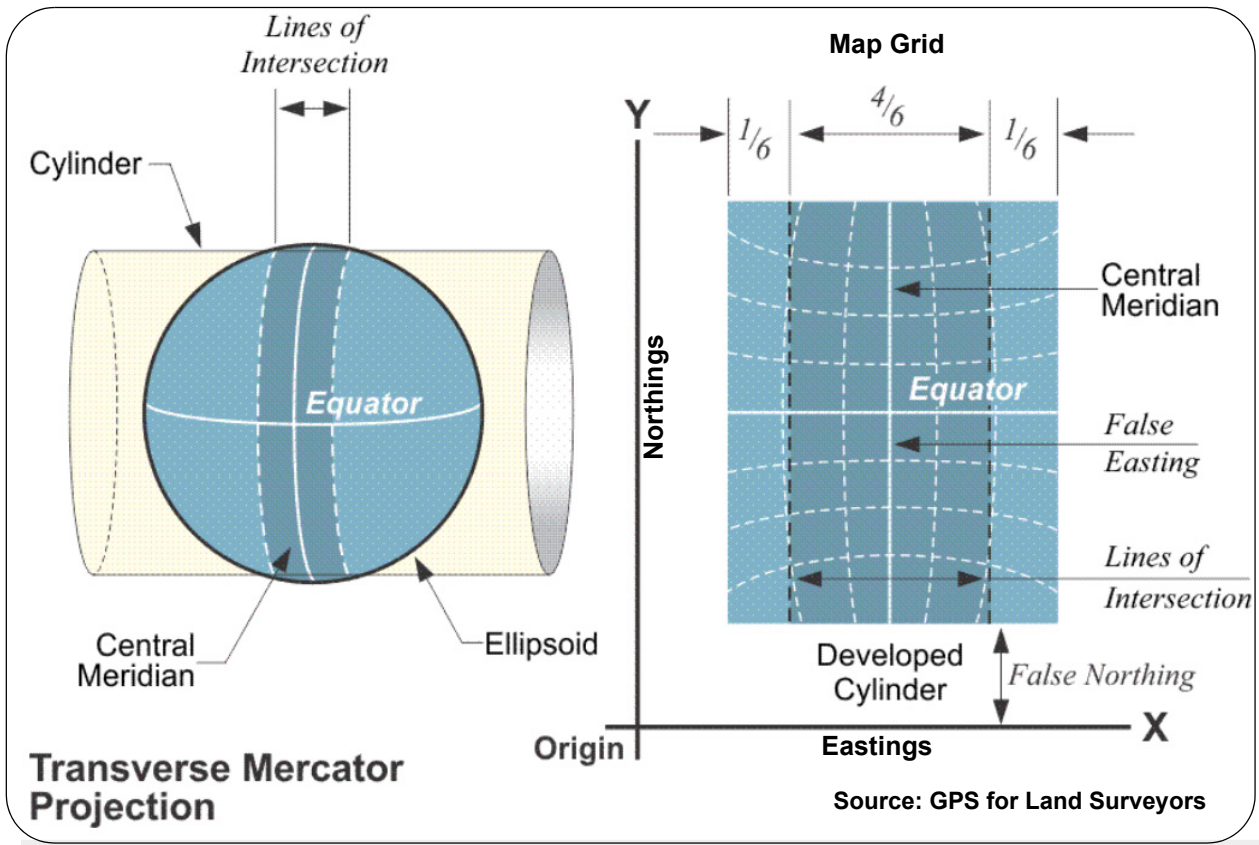 Lines of
Intersection
Cylinder
Equator
Central
Meridian
Ellipsoid
Transverse Mercator
Projection
Map Grid
Y
1/6
4/6
1/6
Northings
Central
Meridian
Equator
False
Easting
Lines of
Intersection
Developed
Cylinder
False Northing
Origin
Eastings
X
Source: GPS for Land Surveyors